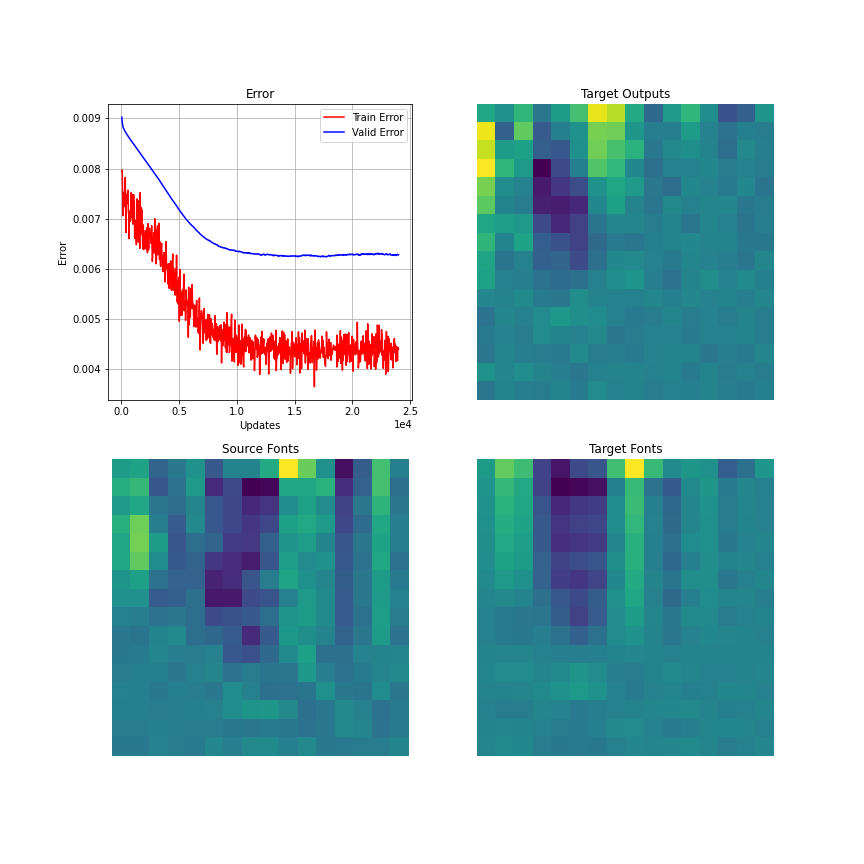 Error
Train Error
Valid Error
0.009
0.008
0.007
0.006
0.005
0.004
Error
0.0 0.5 1.0 1.5 2.0 2.5
Updates
1e4
Target Outputs
Source Fonts
Target Fonts